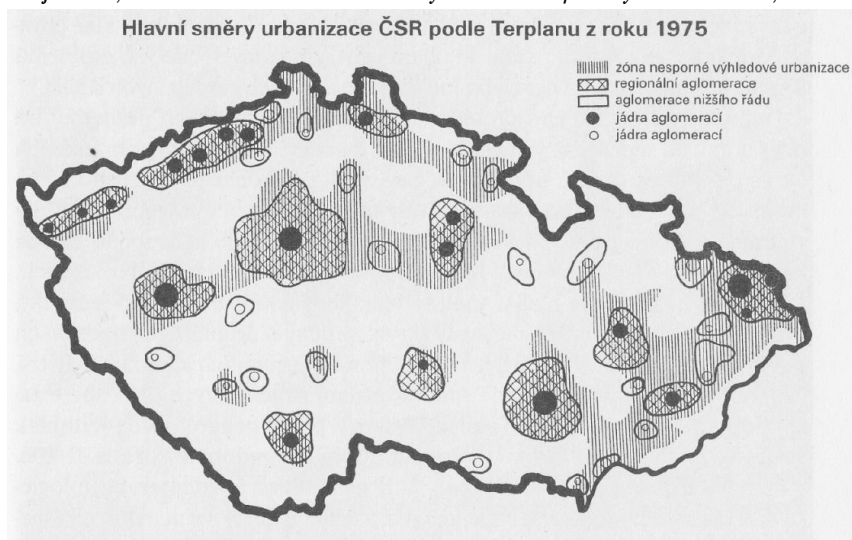 Hlavní směry urbanizace ČSR podle Terplanu z roku 1975
zóna nesporné výhledové urbanizace
regionální aglomerace
aglomerace nižšího řádu
jádra aglomerací
jádra aglomerací